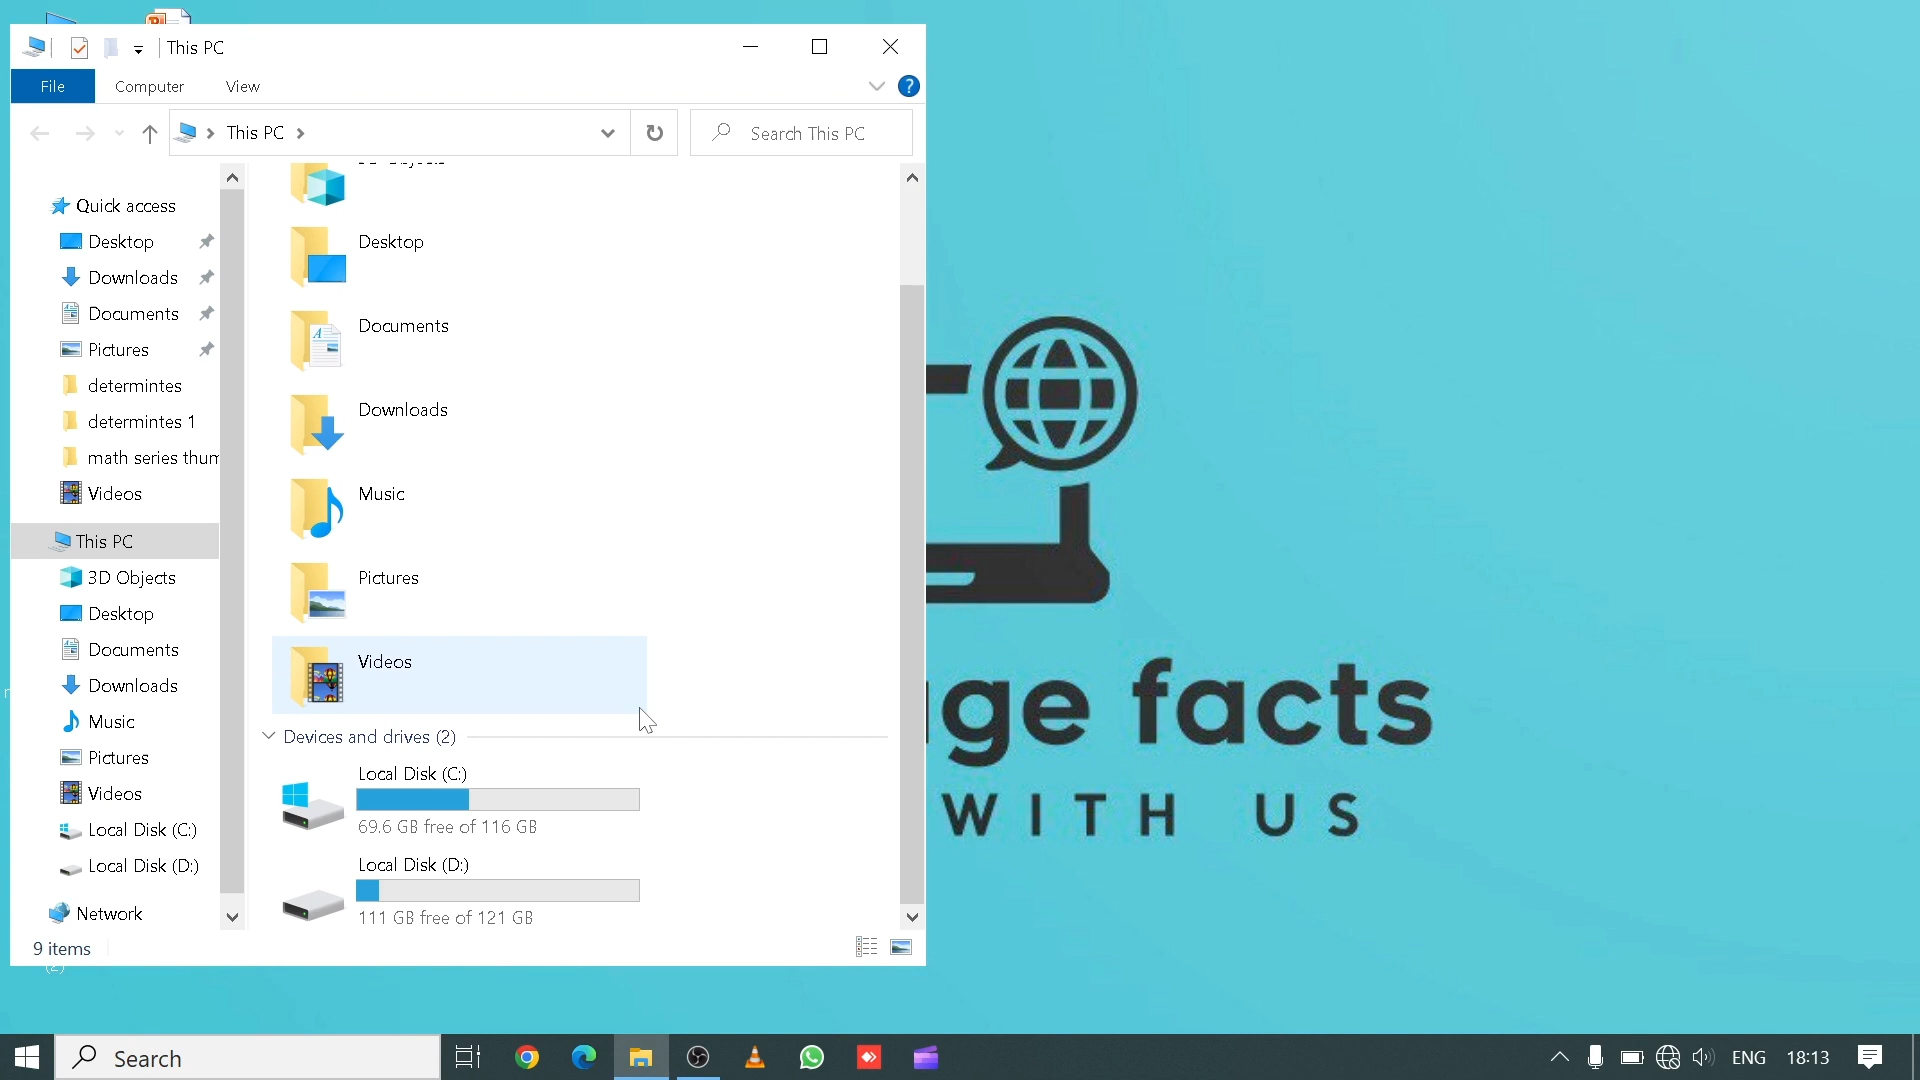 This PC
File
Computer
View
?
This PC
Search This PC
Quick access
Desktop
Downloads
Documents
Pictures
determintes
determintes 1
math series thum
Videos
This PC
3D Objects
Desktop
Documents
Downloads
Music
Pictures
Videos
Local Disk (C:)
Local Disk (D:)
Network
Desktop
Documents
Downloads
Music
Pictures
Videos
Devices and drives (2)
Local Disk (C:)
69.6 GB free of 116 GB
Local Disk (D:)
111 GB free of 121 GB
9 items
(2)
facts
WITH US
Search
ENG
18:13